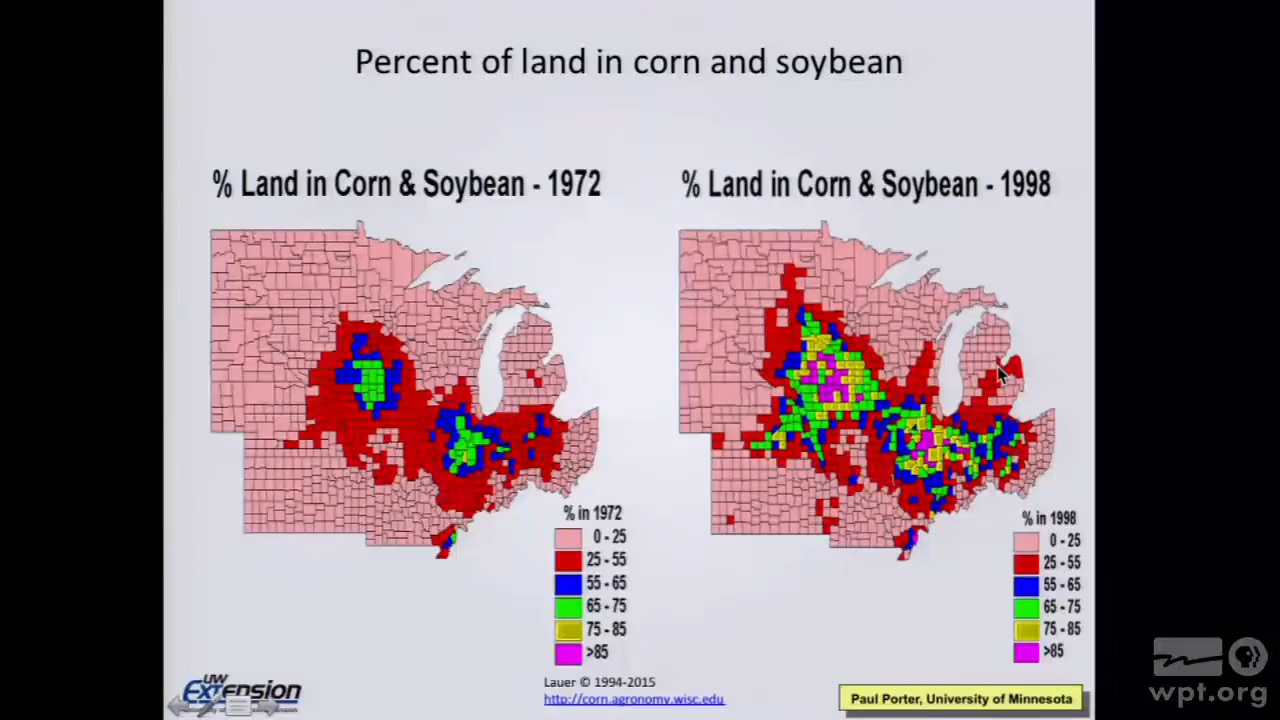 Percent of land in corn and soybean
% Land in Corn & Soybean - 1972
% Land in Corn & Soybean - 1998
% in 1972
0 - 25
25 - 55
55 - 65
65 - 75
75 - 85
>85
% in 1998
0 - 25
25 - 55
55 - 65
65 - 75
75 - 85
>85
UW
EXTension
Lauer © 1994-2015
http://corn.agronomy.wisc.edu
Paul Porter, University of Minnesota
wpt.org